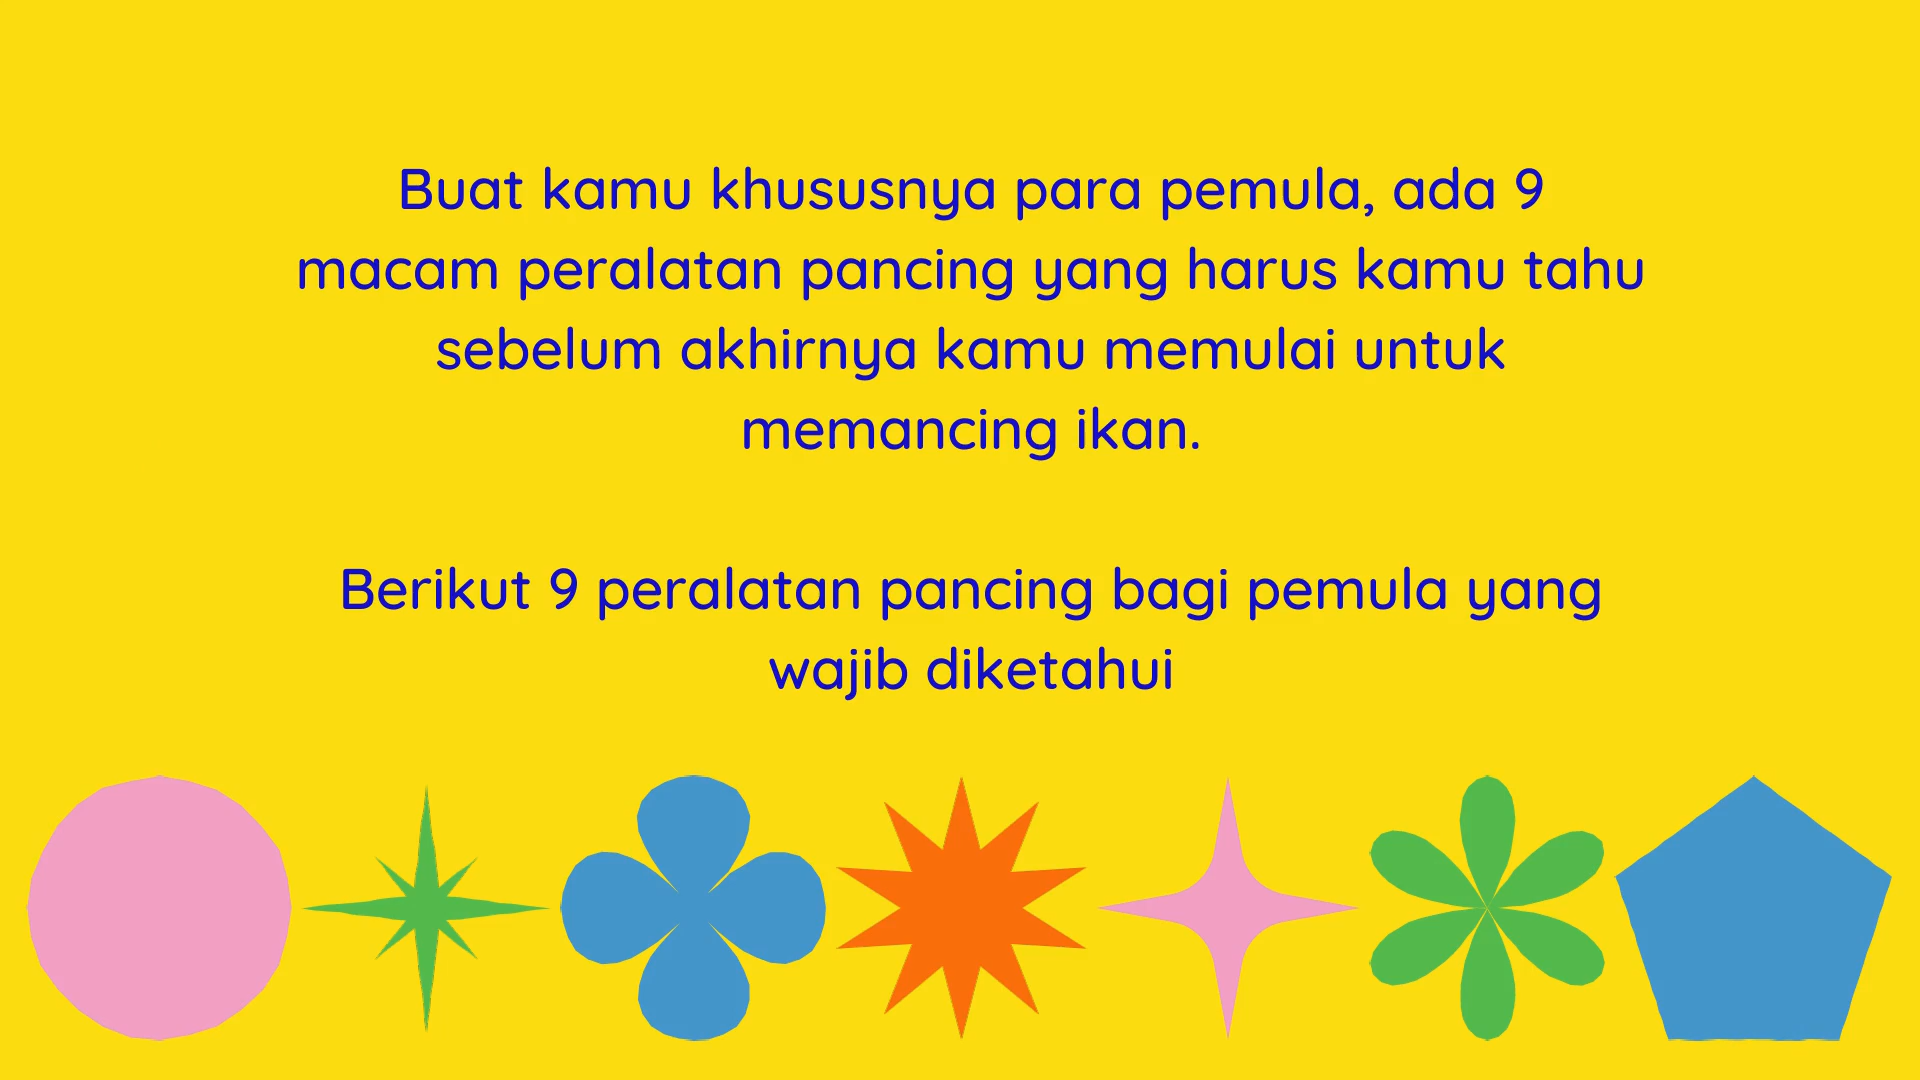 Buat kamu khususnya para pemula, ada 9
macam peralatan pancing yang harus kamu tahu
sebelum akhirnya kamu memulai untuk
memancing ikan.
Berikut 9 peralatan pancing bagi pemula yang
wajib diketahui